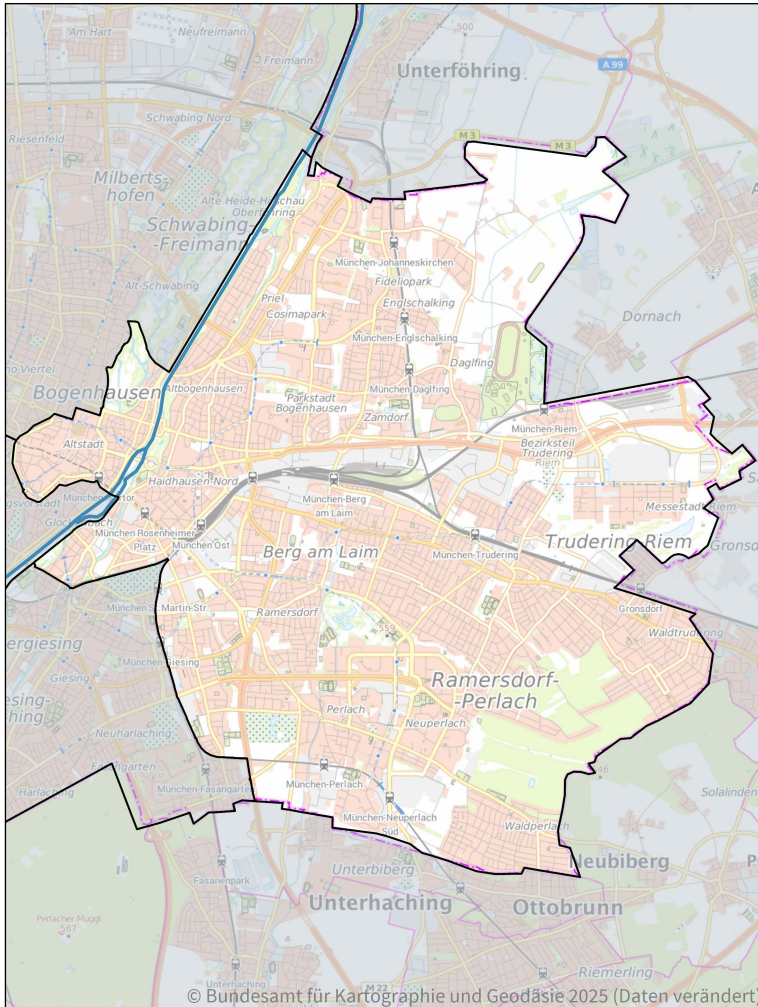 Am Hart
Neufreimann
500
Freimann
Unterföhring
A 99
Schwabing Nord
M 3
M 3
Riesenfeld
Milberts-
hofen
Alte Heide-Hirschau
Oberföhring
Schwabing-
-Freimann
München-Johanneskirchen
Fideliopark
523
Alt-Schwabing
Priel
Englschalking
Cosimapark
Dornach
München-Englschalking
Daglfing
Bogenhausen
Altbogenhausen
München-Daglfing
Parkstadt
Bogenhausen
Zamdorf
München-Riem
Altstadt
Bezirksteil
Trudering
Riem
Haidhausen-Nord
München-Berg
am Laim
Messestadt Riem
München Rosenheimer
Platz
München Ost
Berg am Laim
München-Trudering
Trudering-Riem
Gronsdorf
Martin-Str
Ramersdorf
Waldtrudering
559
München-Giesing
Giesing
Ramersdorf-
-Perlach
Perlach
Neuperlach
Neuharlaching
Fasangarten
Harlaching
München-Perlach
München-Fasangarten
Solalinden
München-Neuperlach
Süd
Waldperlach
Neubiberg
Unterbiberg
Fasanenpark
Unterhaching
Ottobrunn
Perlacher Muggl
587
Riemerling
Unterhaching
M 22
© Bundesamt für Kartographie und Geodäsie 2025 (Daten verändert)